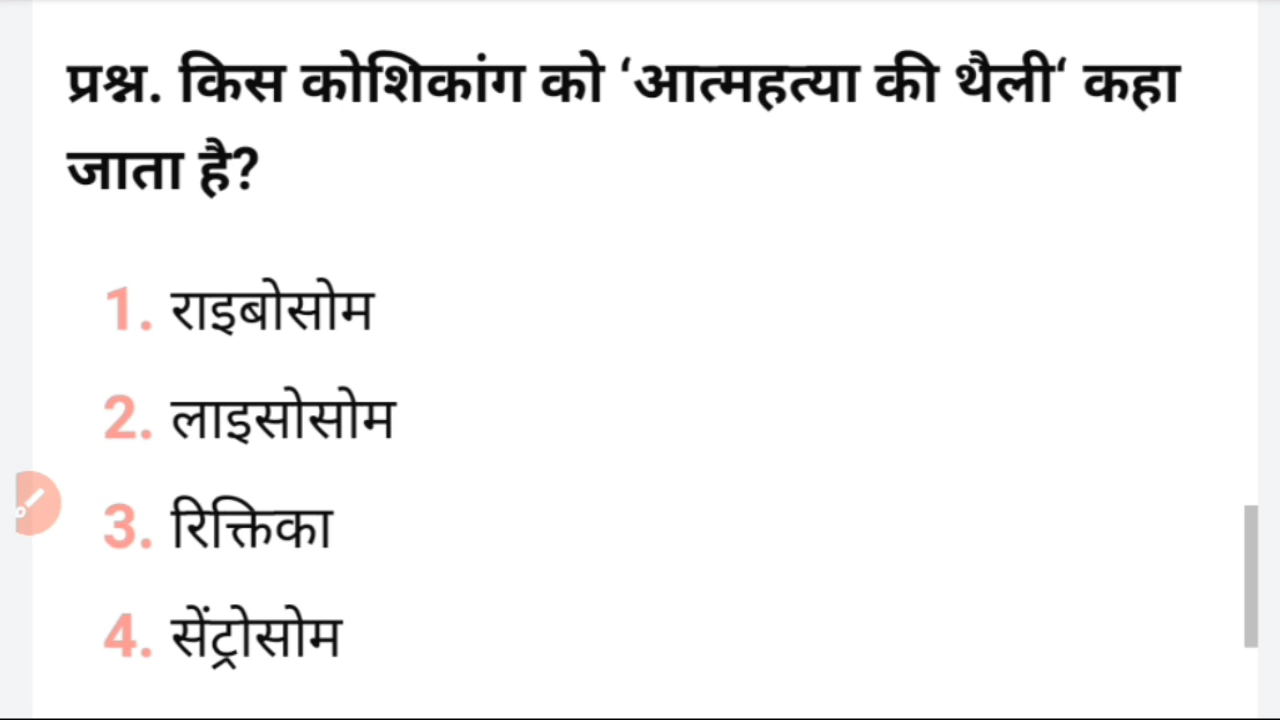 प्रश्न. किस कोशिकांग को ‘आत्महत्या की थैली‘ कहा
जाता है?
1. राइबोसोम
2. लाइसोसोम
3. रिक्तिका
4. सेंट्रोसोम